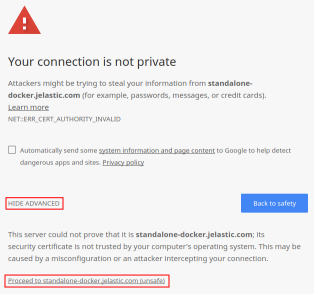 Your connection is not private
Attackers might be trying to steal your information from standalone-
docker.jelastic.com (for example, passwords, messages, or credit cards).
Learn more
NET::ERR_CERT_AUTHORITY_INVALID
Automatically send some system information and page content to Google to help detect
dangerous apps and sites. Privacy policy
HIDE ADVANCED
Back to safety
This server could not prove that it is standalone-docker.jelastic.com; its
security certificate is not trusted by your computer's operating system. This may be
caused by a misconfiguration or an attacker intercepting your connection.
Proceed to standalone-docker.jelastic.com (unsafe)